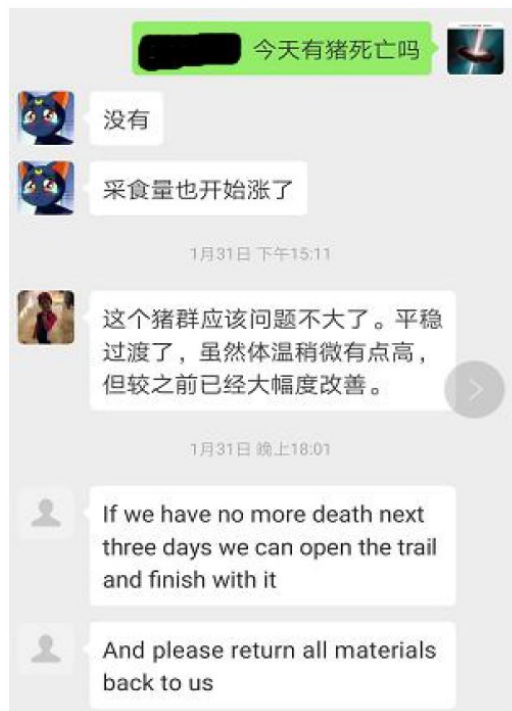 今天有猪死亡吗
没有
采食量也开始涨了
1月31日 下午15:11
这个猪群应该问题不大了。平稳
过渡了，虽然体温稍微有点高，
但较之前已经大幅度改善。
1月31日 晚上18:01
If we have no more death next
three days we can open the trail
and finish with it
And please return all materials
back to us